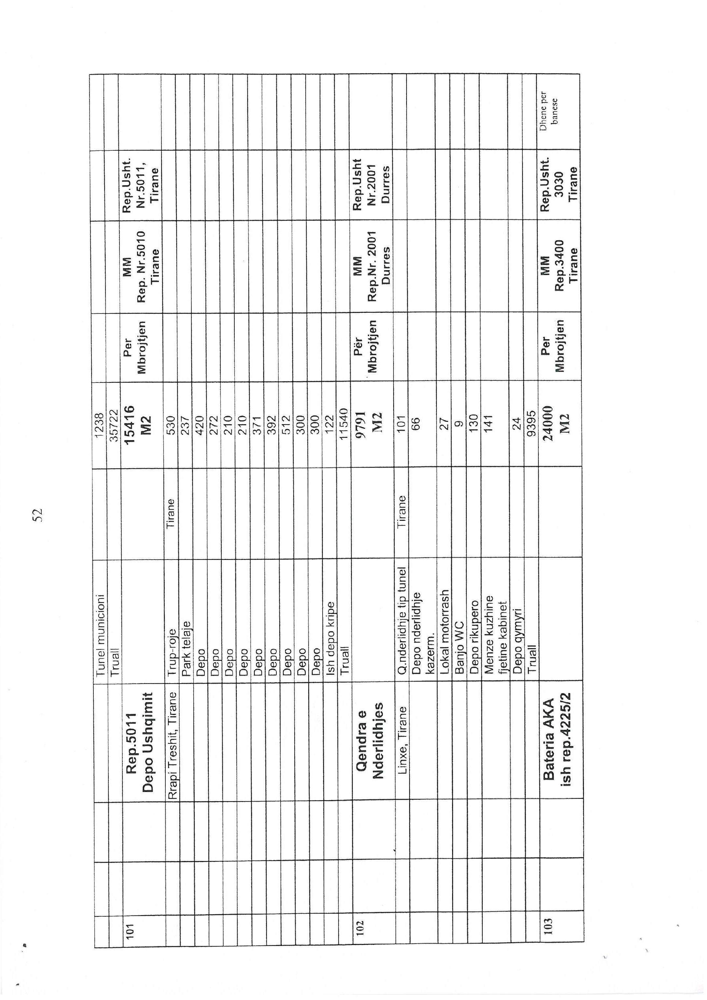 52
Tunel municioni 1238
Truall 35722
101 Rep.5011 15416 Per MM Rep.Usht.
Depo Ushqimit M2 Mbrojtjen Rep. Nr.5010 Nr.5011,
Tirane Tirane
Rrapi Treshit, Tirane Trup-roje Tirane 530
Park telaje 237
Depo 420
Depo 272
Depo 210
Depo 210
Depo 371
Depo 392
Depo 512
Depo 300
Depo 300
Ish depo kripe 122
Truall 11540
102 Qendra e 9791 Për MM Rep.Usht
Nderlidhjes M2 Mbrojtjen Rep.Nr. 2001 Nr.2001
Durres Durres
Linxe, Tirane Q.nderlidhje tip tunel Tirane 101
Depo nderlidhje 66
kazerm.
Lokal motorrash 27
Banjo WC 9
Depo rikupero 130
Menze kuzhine 141
fjetine kabinet
Depo qymyri 24
Truall 9395
103 Bateria AKA 24000 Per MM Rep.Usht. Dhene per
ish rep.4225/2 M2 Mbrojtjen Rep.3400 3030 banese
Tirane Tirane